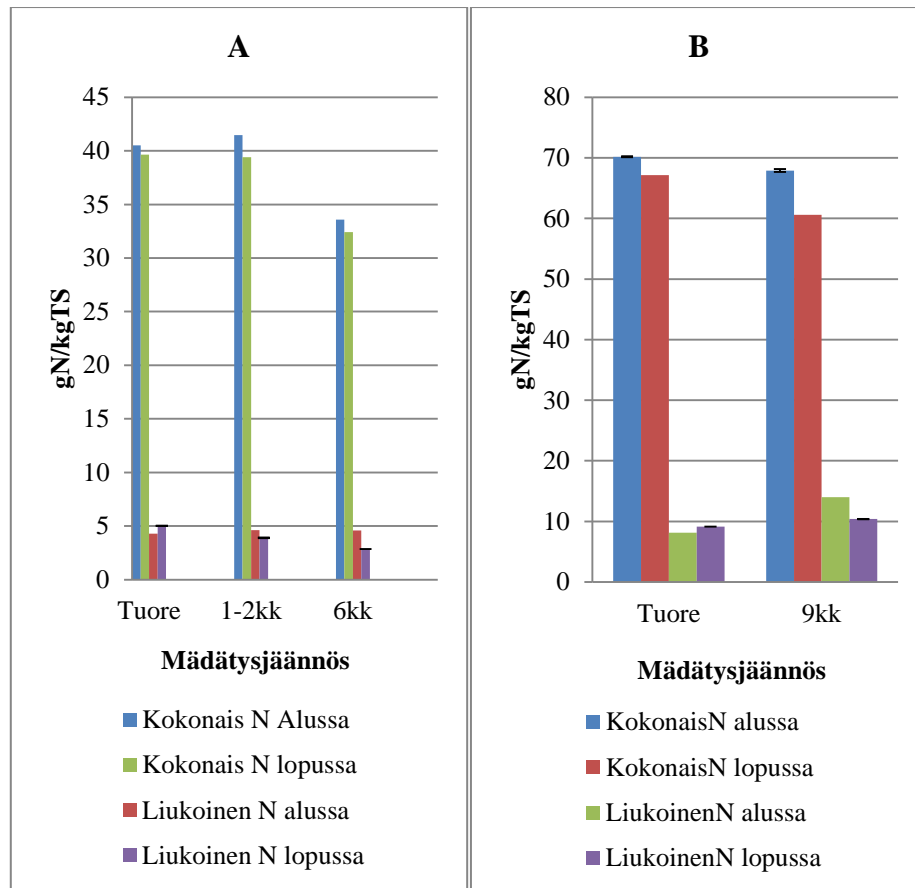 A
gN/kgTS
45
40
35
30
25
20
15
10
5
0
Tuore 1-2kk 6kk
Mädätysjäännös
Kokonais N Alussa
Kokonais N lopussa
Liukoinen N alussa
Liukoinen N lopussa
B
gN/kgTS
80
70
60
50
40
30
20
10
0
Tuore 9kk
Mädätysjäännös
KokonaisN alussa
KokonaisN lopussa
LiukoinenN alussa
LiukoinenN lopussa